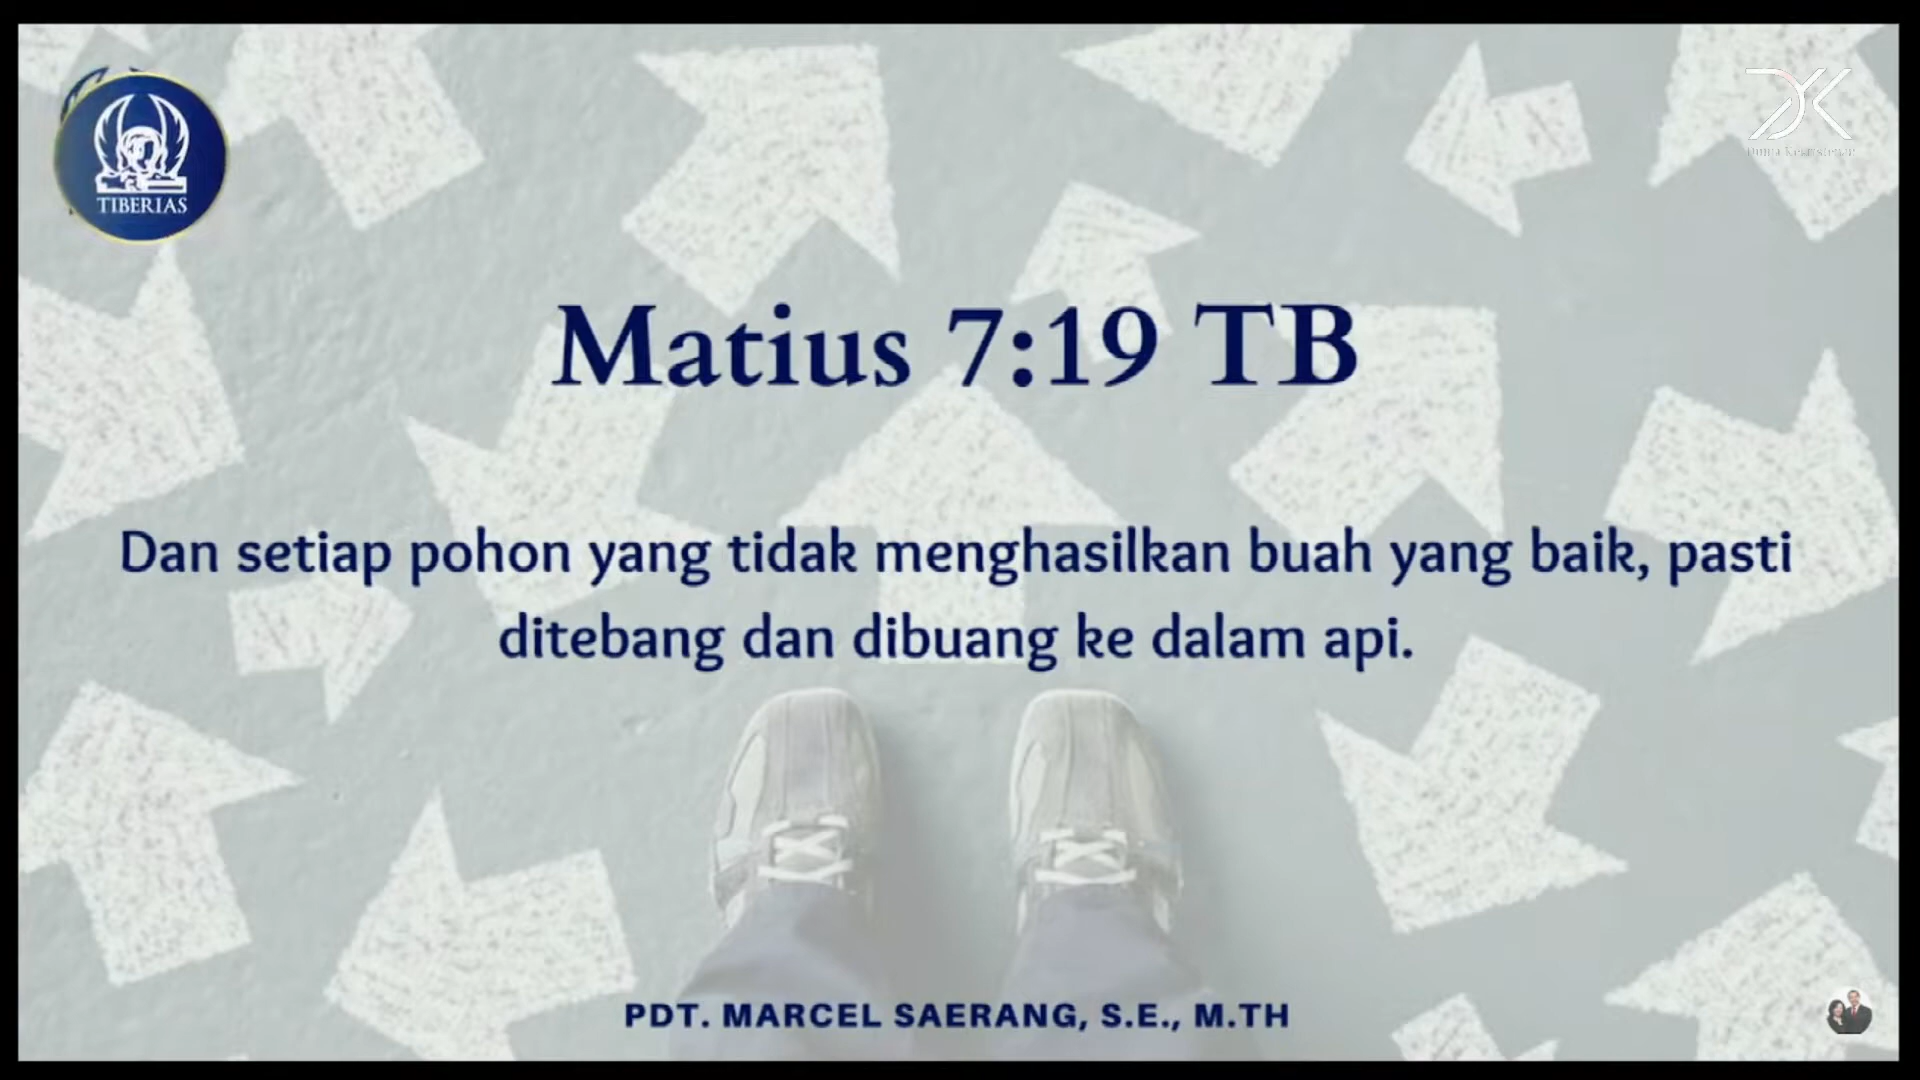 TIBERIAS
Matius 7:19 TB
Dan setiap pohon yang tidak menghasilkan buah yang baik, pasti
ditebang dan dibuang ke dalam api.
PDT. MARCEL SAERANG, S.E., M.TH